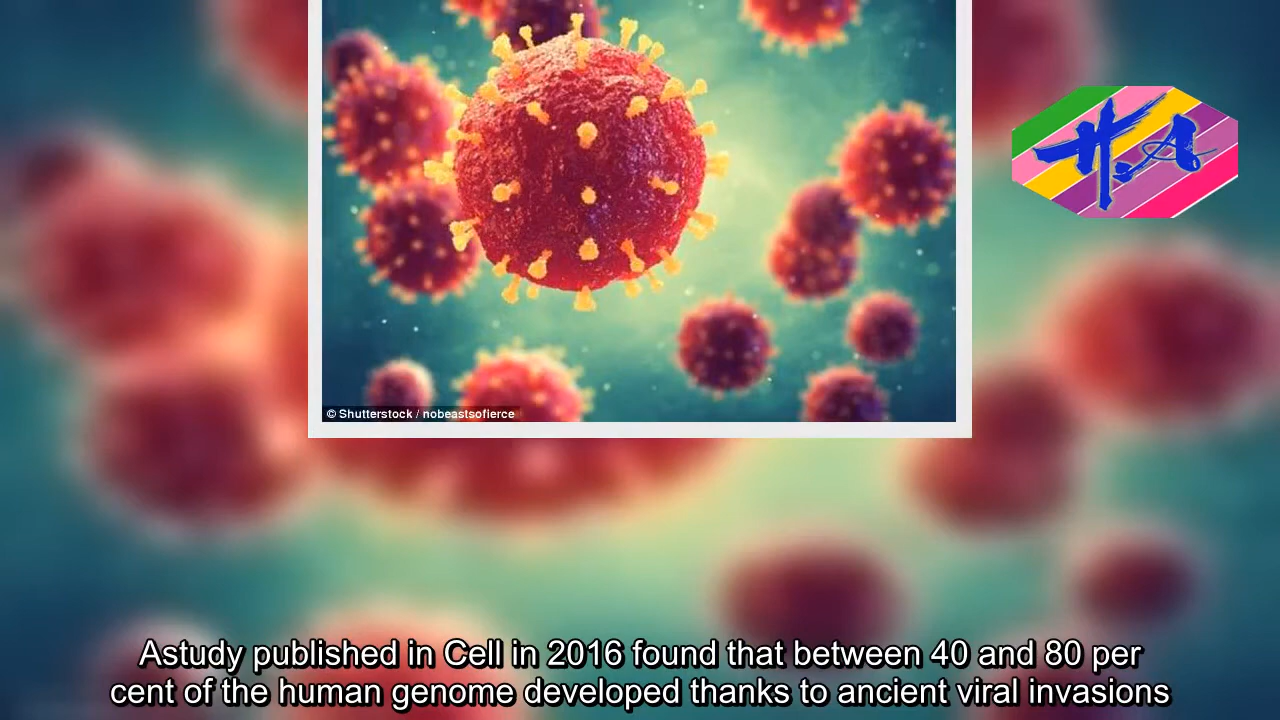 H.A
© Shutterstock / nobeastsofierce
Astudy published in Cell in 2016 found that between 40 and 80 per
cent of the human genome developed thanks to ancient viral invasions